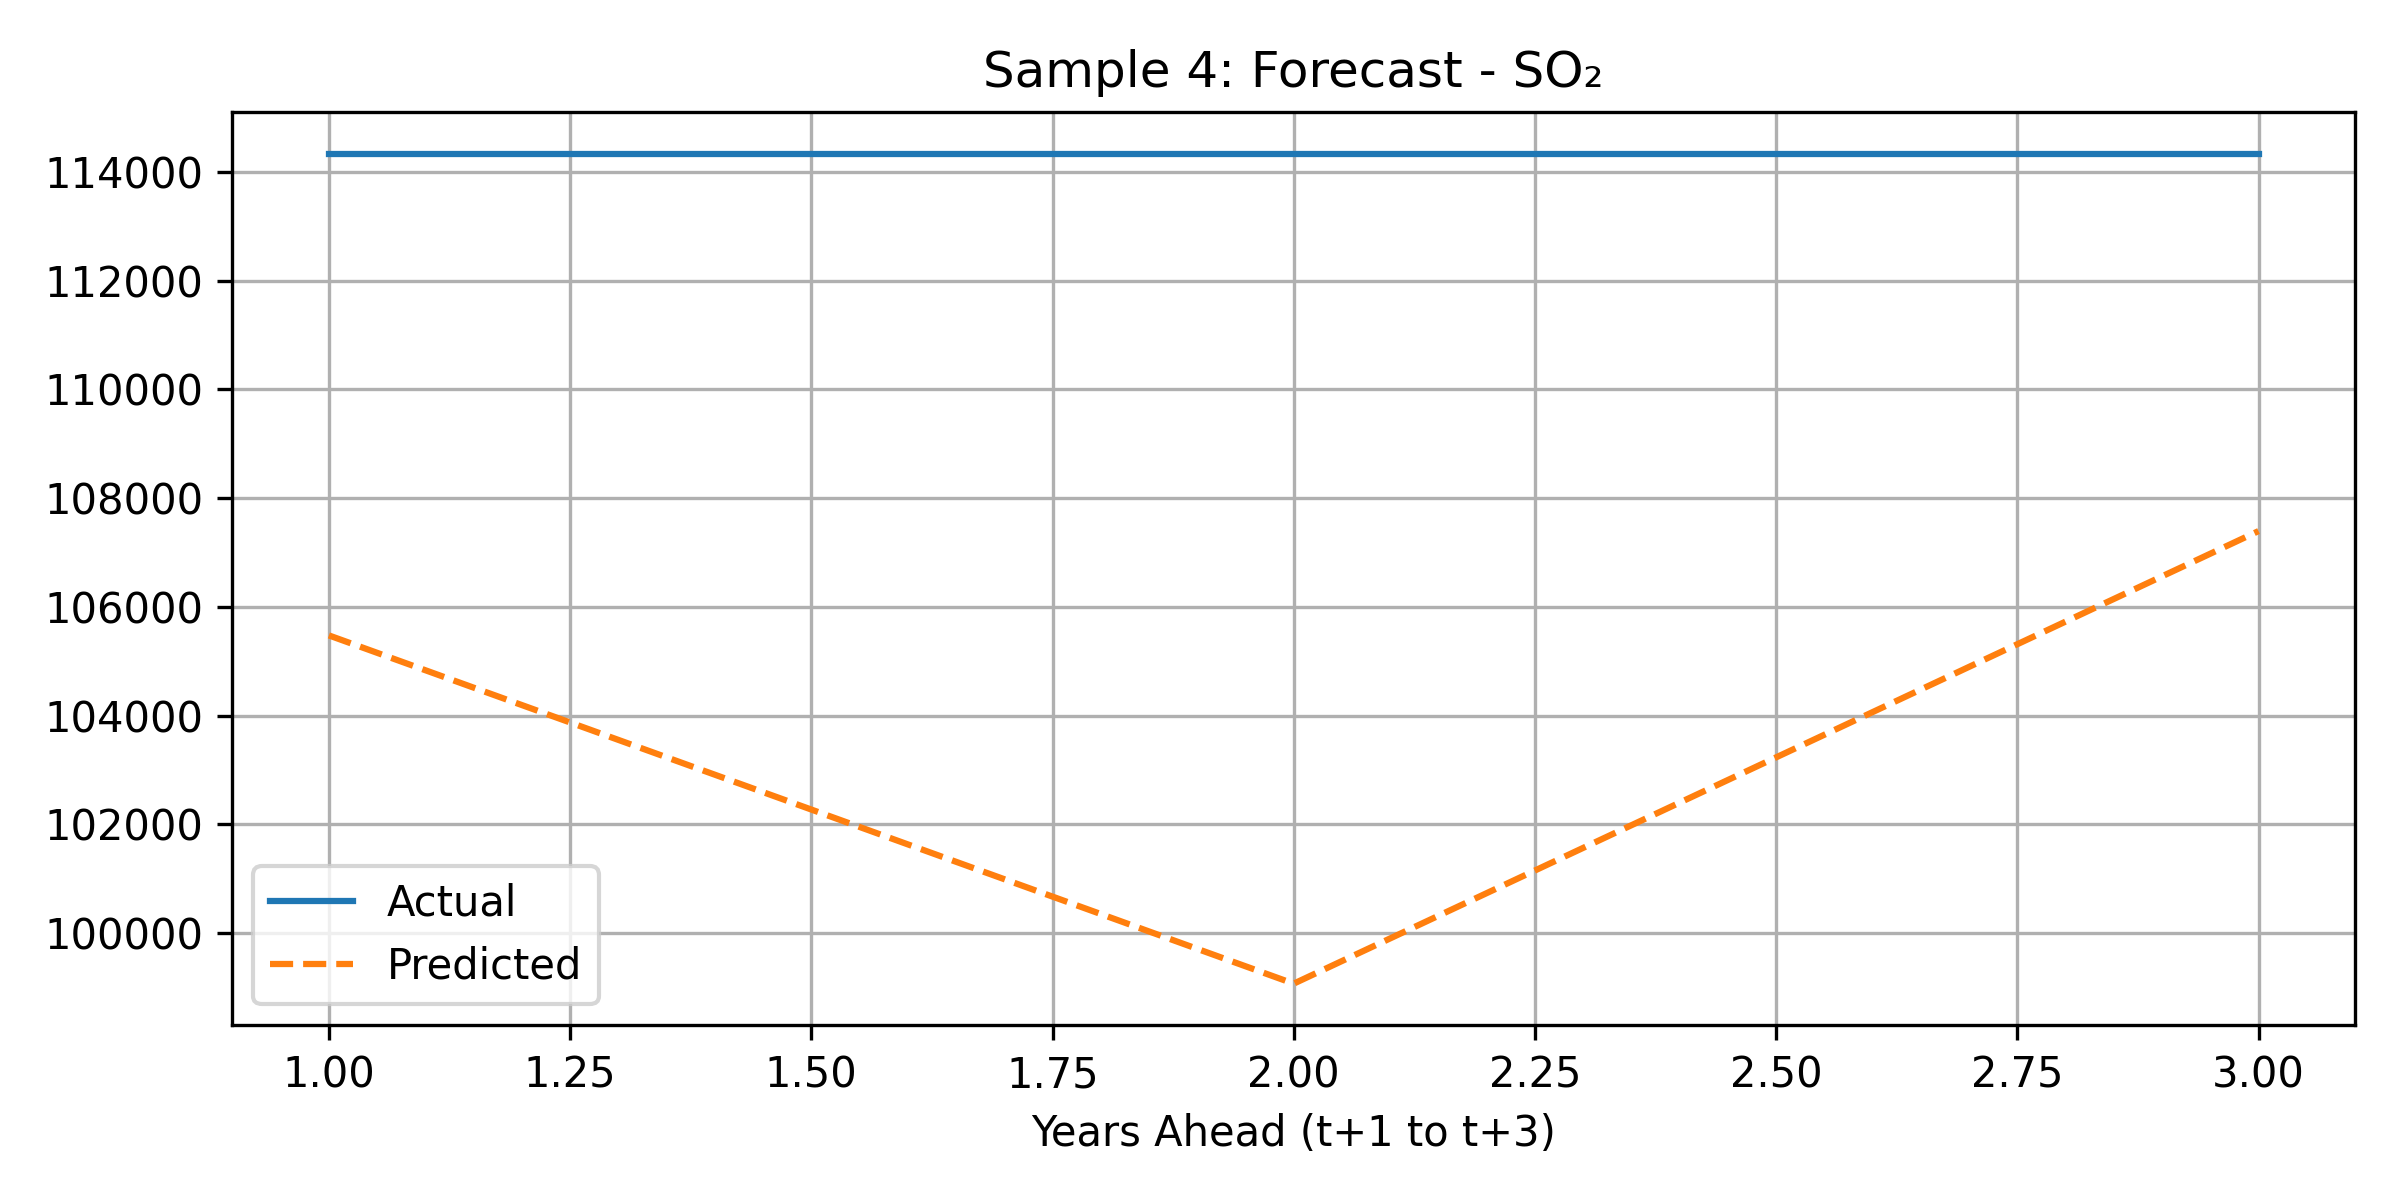 Sample 4: Forecast - SO₂
114000
112000
110000
108000
106000
104000
102000
100000
Actual
Predicted
1.00 1.25 1.50 1.75 2.00 2.25 2.50 2.75 3.00
Years Ahead (t+1 to t+3)